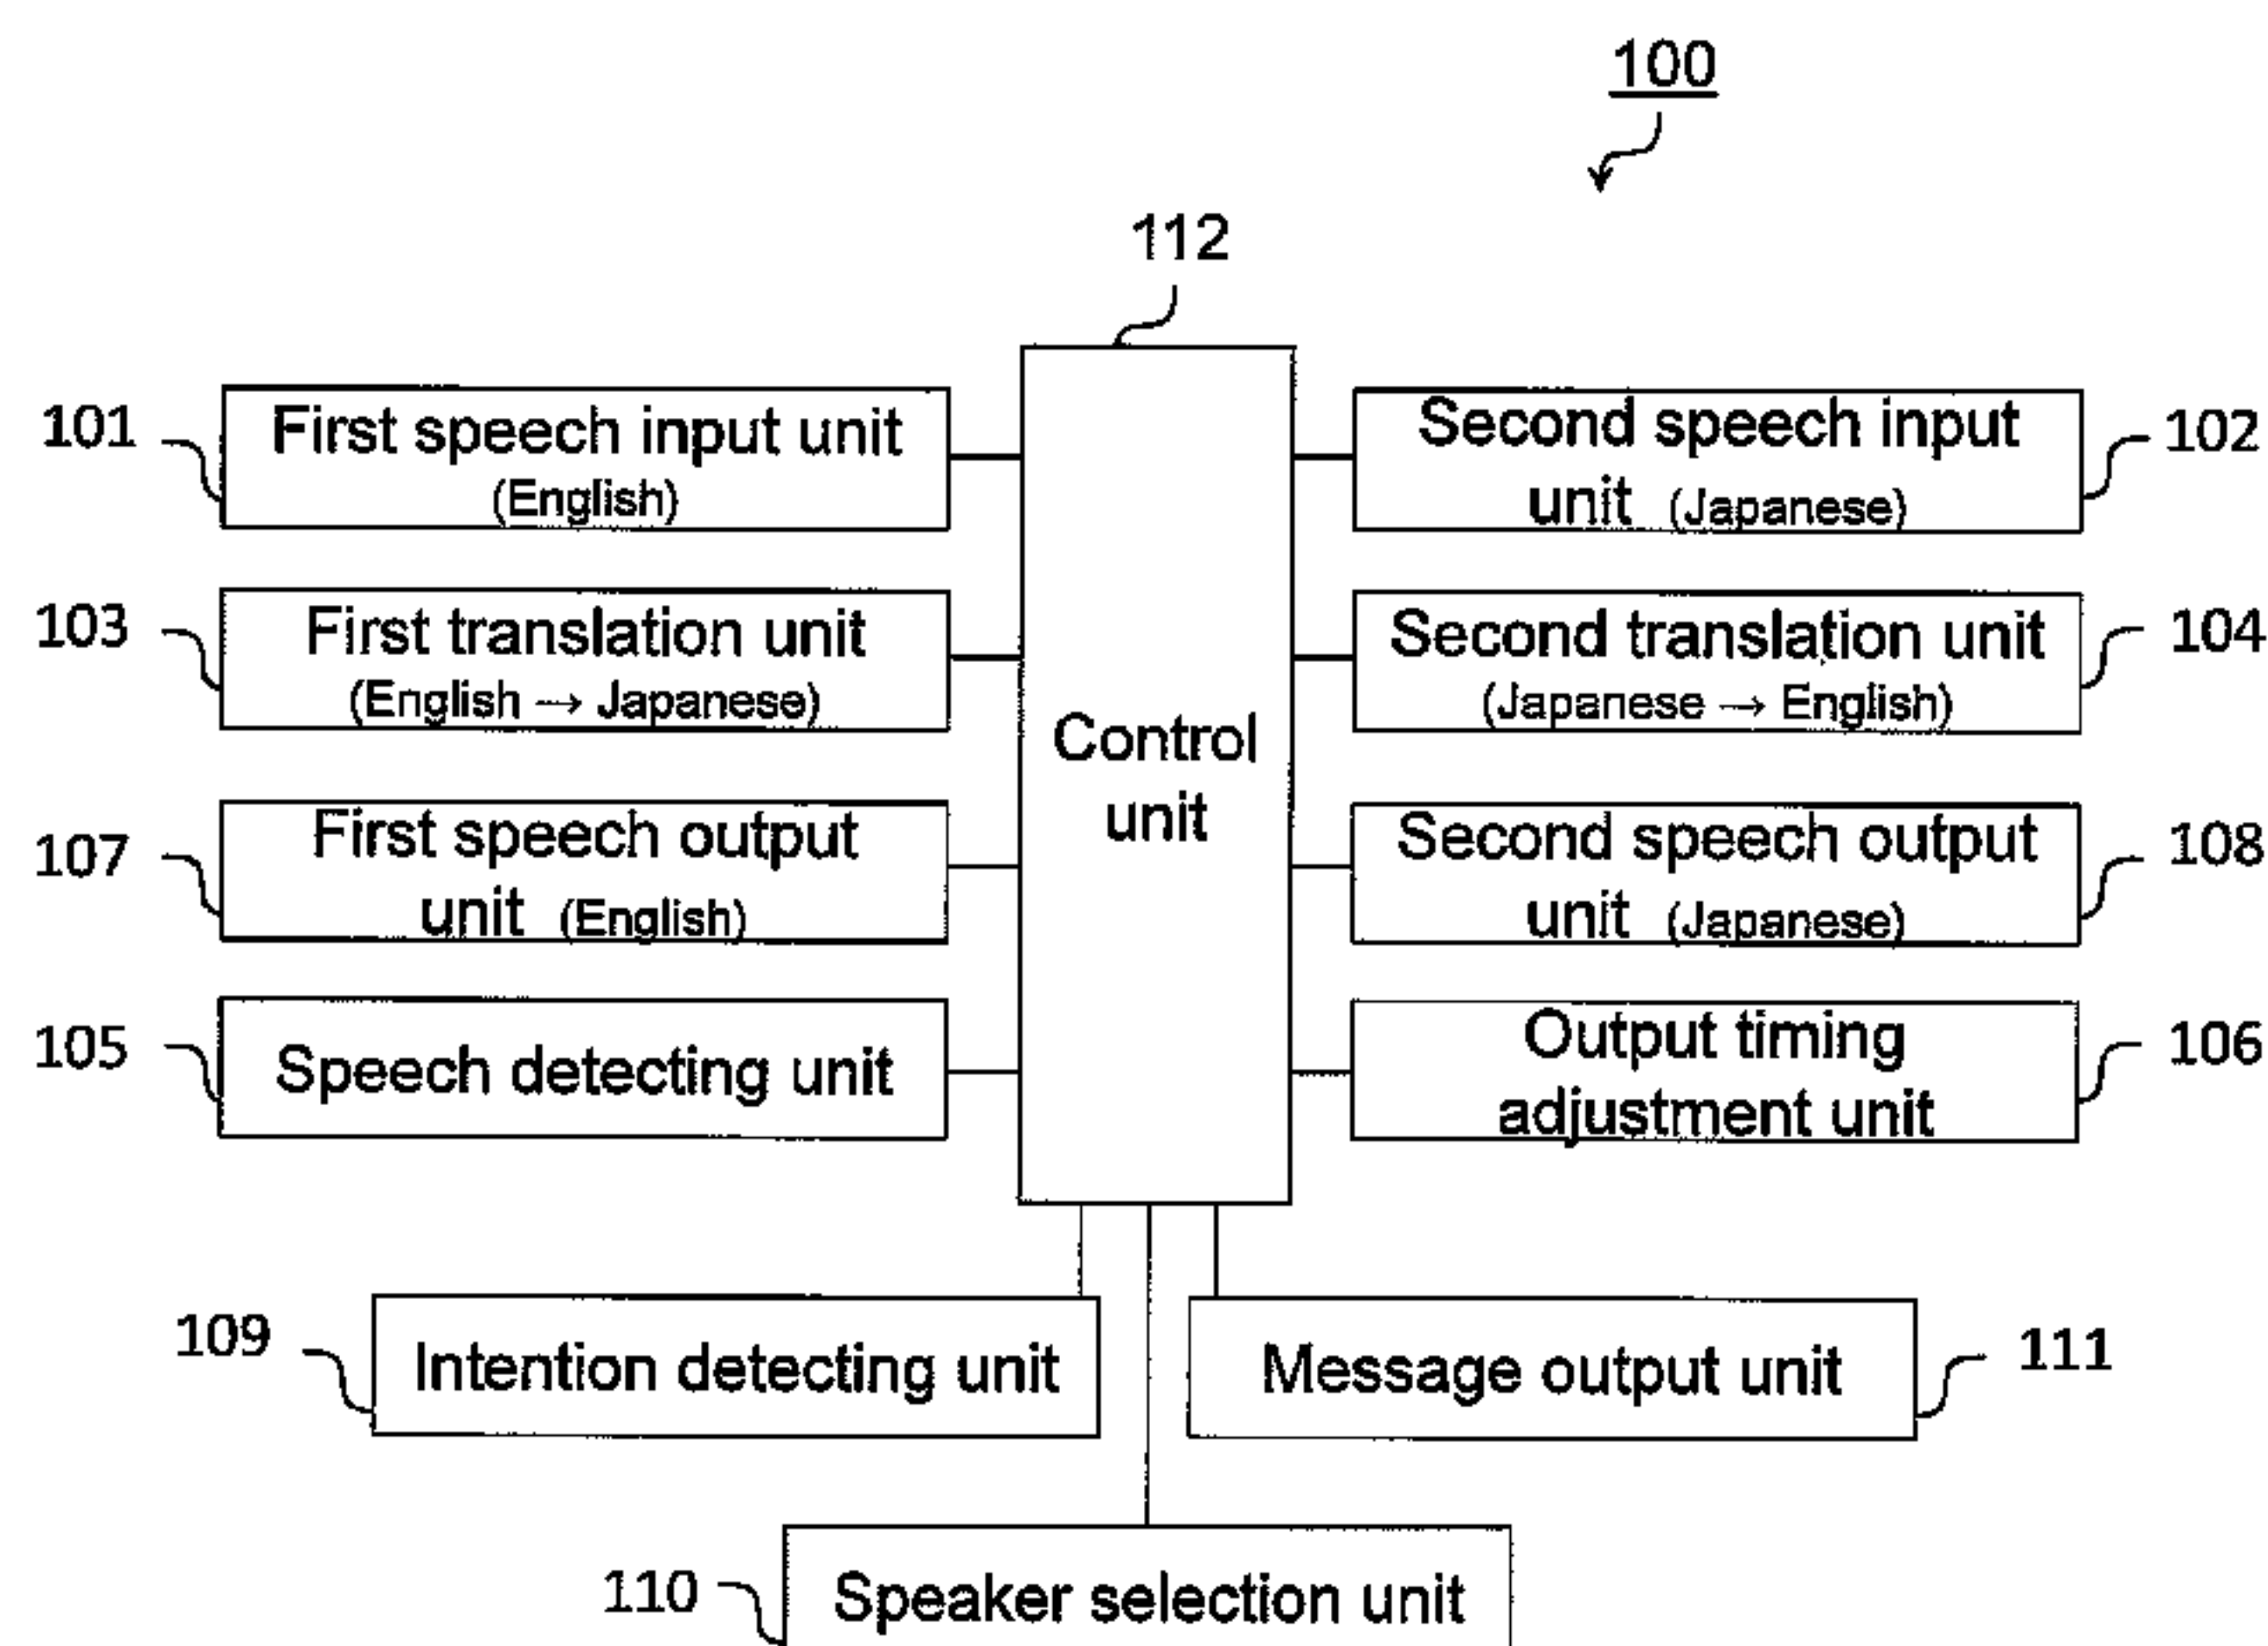 100
112
101
First speech input unit
(English)
Second speech input
unit (Japanese)
102
103
First translation unit
(English → Japanese)
Second translation unit
(Japanese → English)
104
Control
unit
107
First speech output
unit (English)
Second speech output
unit (Japanese)
108
105
Speech detecting unit
Output timing
adjustment unit
106
109
Intention detecting unit
Message output unit
111
110
Speaker selection unit